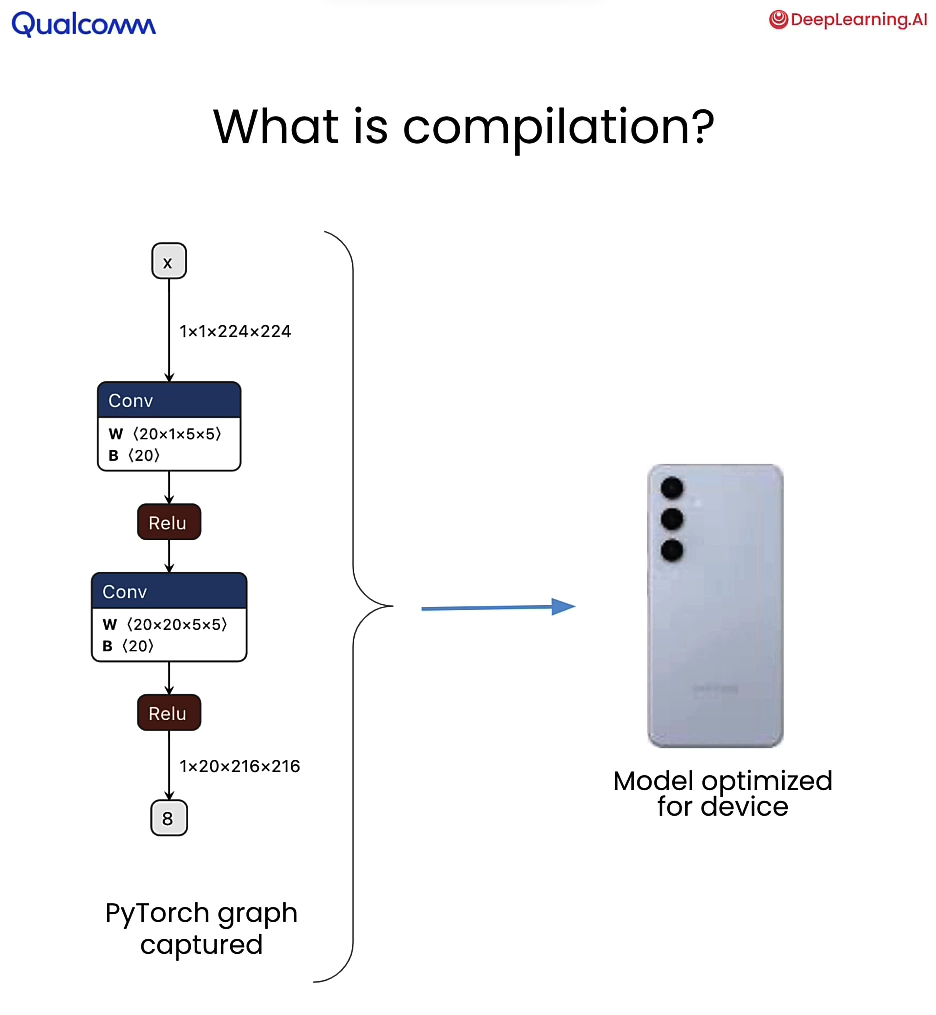 Qualcomm
DeepLearning.AI
What is compilation?
x
1×1×224×224
Conv
W ⟨20×1×5×5⟩
B ⟨20⟩
Relu
Conv
W ⟨20×20×5×5⟩
B ⟨20⟩
Relu
1×20×216×216
8
PyTorch graph
captured
Model optimized
for device